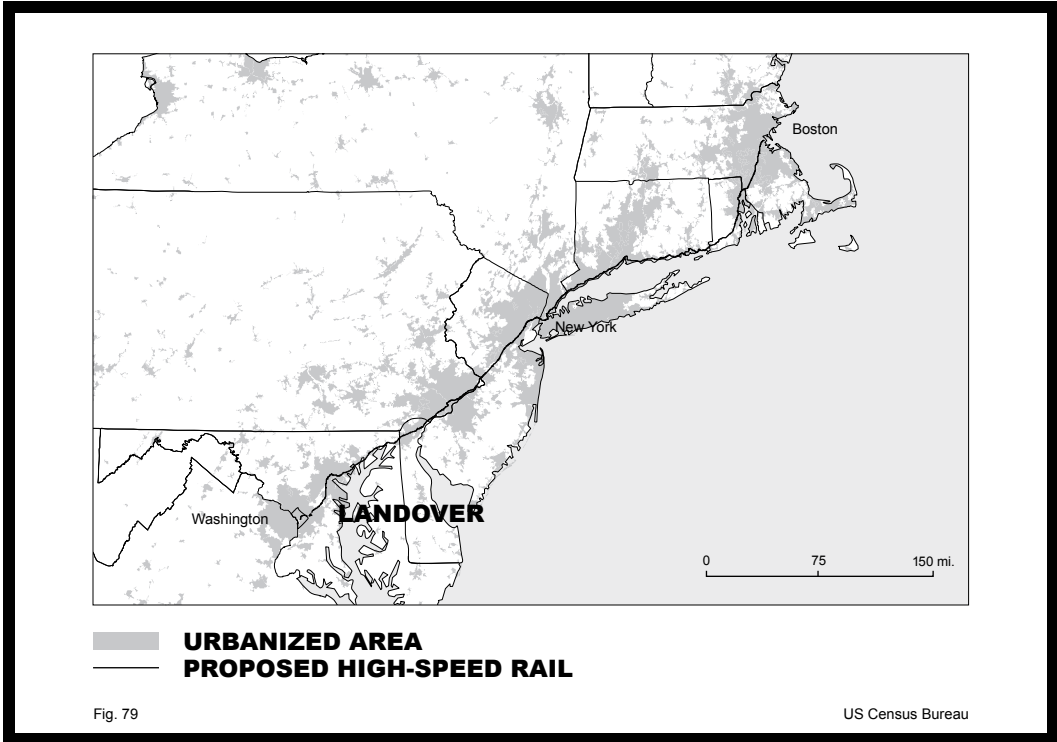 Boston
New York
Washington
LANDOVER
0 75 150 mi.
URBANIZED AREA
PROPOSED HIGH-SPEED RAIL
Fig. 79 US Census Bureau